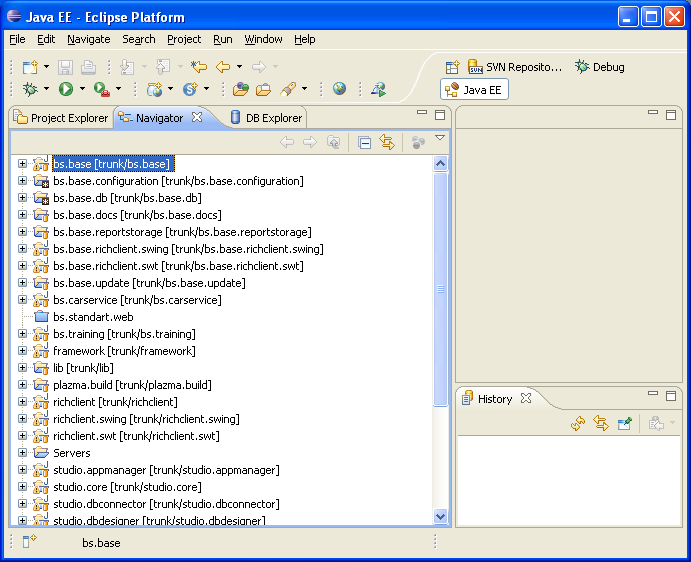 Java EE - Eclipse Platform
File Edit Navigate Search Project Run Window Help
SVN Reposito... Debug
Java EE
Project Explorer Navigator DB Explorer
bs.base [trunk/bs.base]
bs.base.configuration [trunk/bs.base.configuration]
bs.base.db [trunk/bs.base.db]
bs.base.docs [trunk/bs.base.docs]
bs.base.reportstorage [trunk/bs.base.reportstorage]
bs.base.richclient.swing [trunk/bs.base.richclient.swing]
bs.base.richclient.swt [trunk/bs.base.richclient.swt]
bs.base.update [trunk/bs.base.update]
bs.carservice [trunk/bs.carservice]
bs.standart.web
bs.training [trunk/bs.training]
framework [trunk/framework]
lib [trunk/lib]
plazma.build [trunk/plazma.build]
richclient [trunk/richclient]
richclient.swing [trunk/richclient.swing]
richclient.swt [trunk/richclient.swt]
Servers
studio.appmanager [trunk/studio.appmanager]
studio.core [trunk/studio.core]
studio.dbconnector [trunk/studio.dbconnector]
studio.dbdesigner [trunk/studio.dbdesigner]
History
bs.base